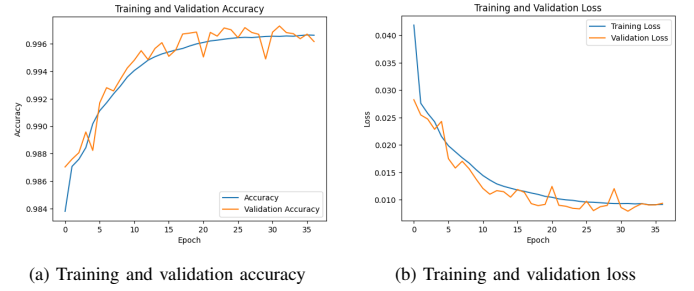 Training and Validation Accuracy
0.996
0.994
0.992
0.990
0.988
0.986
0.984
Accuracy
Accuracy
Validation Accuracy
0 5 10 15 20 25 30 35
Epoch
Training and Validation Loss
0.040
0.035
0.030
0.025
0.020
0.015
0.010
Loss
Training Loss
Validation Loss
0 5 10 15 20 25 30 35
Epoch
(a) Training and validation accuracy
(b) Training and validation loss